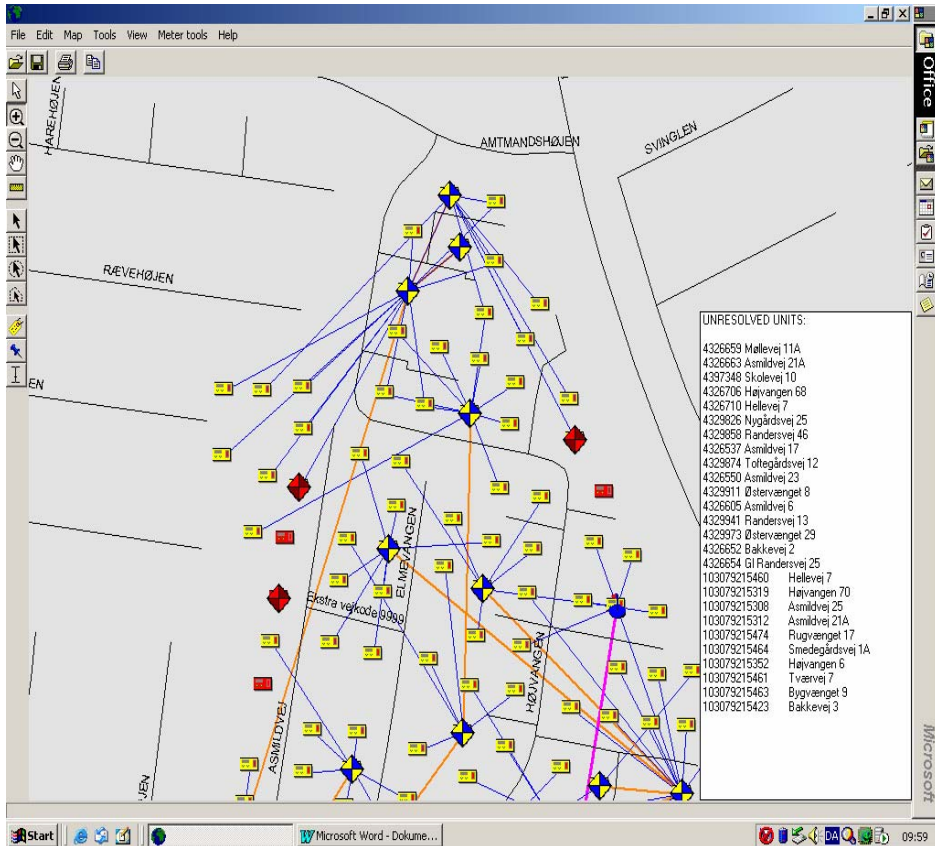 File Edit Map Tools View Meter tools Help
Office
HAREHØJEN
AMTMANDSHØJEN
SVINGLEN
RÆVEHØJEN
EN
ELMEVANGEN
Ekstra vejkode 9999
HØJVANGEN
ASMILDVEJ
JEN
UNRESOLVED UNITS:
4326659 Møllevej 11A
4326663 Asmildvej 21A
4397348 Skolevej 10
4326706 Højvangen 68
4326710 Hellevej 7
4329826 Nygårdsvej 25
4329858 Randersvej 46
4326537 Asmildvej 17
4329874 Toftegårdsvej 12
4326550 Asmildvej 23
4329911 Østervænget 8
4326605 Asmildvej 6
4329941 Randersvej 13
4329973 Østervænget 29
4326652 Bakkevej 2
4326654 Gl Randersvej 25
103079215460 Hellevej 7
103079215319 Højvangen 70
103079215308 Asmildvej 25
103079215312 Asmildvej 21A
103079215474 Rugvænget 17
103079215464 Smedegårdsvej 1A
103079215352 Højvangen 6
103079215461 Tværvej 7
103079215463 Bygvænget 9
103079215423 Bakkevej 3
Microsoft
Start
Microsoft Word - Dokume...
DA
09:59